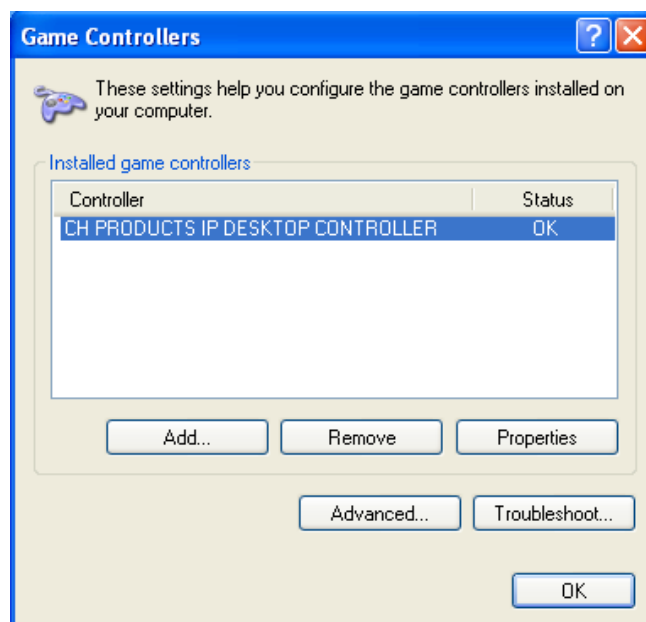 Game Controllers
These settings help you configure the game controllers installed on
your computer.
Installed game controllers
Controller Status
CH PRODUCTS IP DESKTOP CONTROLLER OK
Add... Remove Properties
Advanced... Troubleshoot...
OK